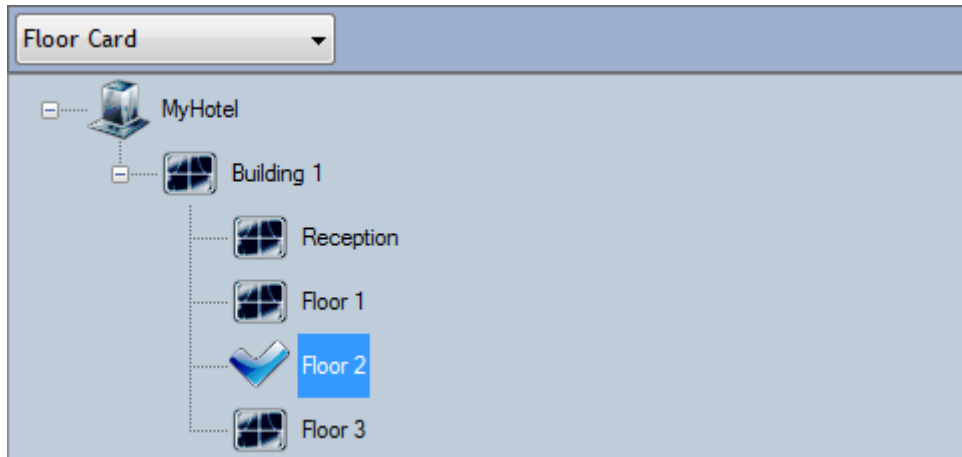 Floor Card
MyHotel
Building 1
Reception
Floor 1
Floor 2
Floor 3